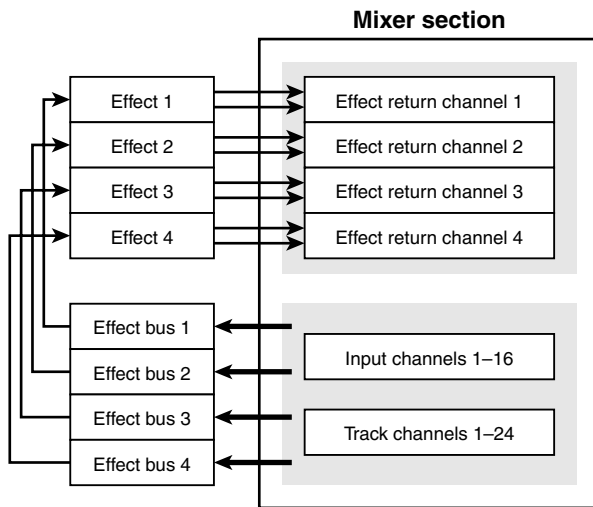 Mixer section
Effect 1
Effect return channel 1
Effect 2
Effect return channel 2
Effect 3
Effect return channel 3
Effect 4
Effect return channel 4
Effect bus 1
Effect bus 2
Effect bus 3
Effect bus 4
Input channels 1–16
Track channels 1–24